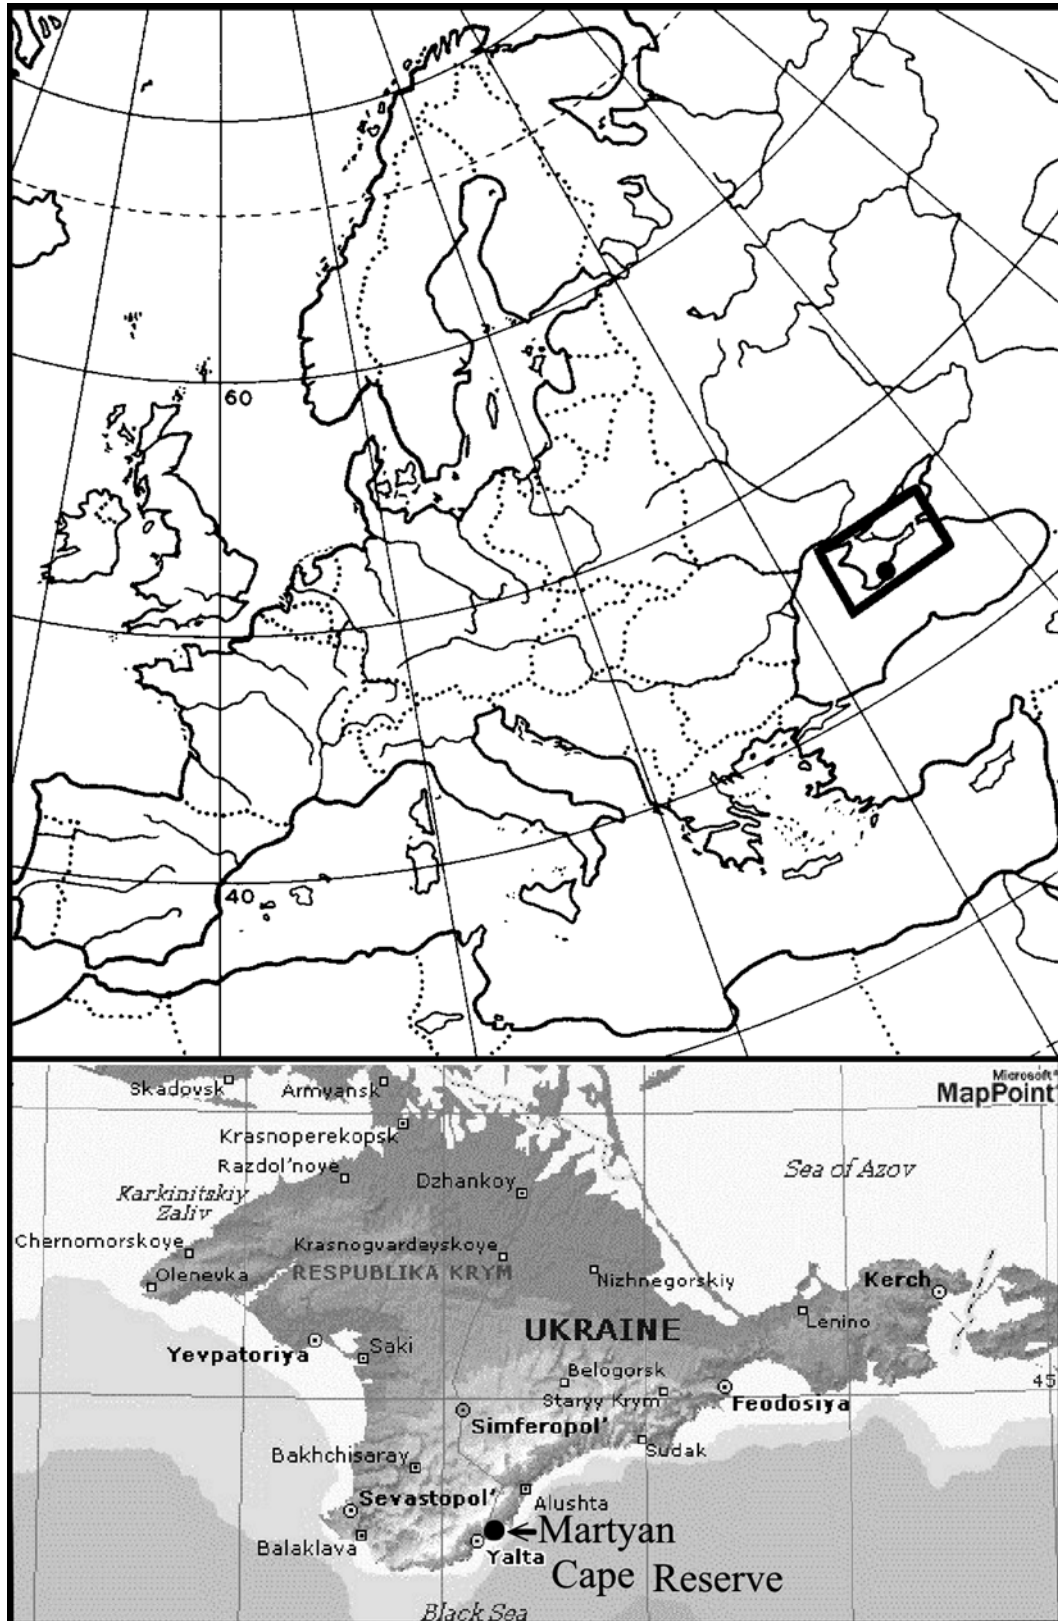 60
40
Microsoft®
MapPoint®
Skadovsk
Armyansk
Krasnoperekopsk
Razdol'noye
Dzhankoy
Sea of Azov
Karkinitskiy
Zaliv
Chernomorskoye
Krasnogvardeyskoye
Olenevka
RESPUBLIKA KRYM
Nizhnegorskiy
Kerch
Lenino
UKRAINE
Yevpatoriya
Saki
Belogorsk
45
Staryy Krym
Feodosiya
Simferopol'
Sudak
Bakhchisaray
Sevastopol'
Alushta
Martyan
Balaklava
Yalta
Cape Reserve
Black Sea